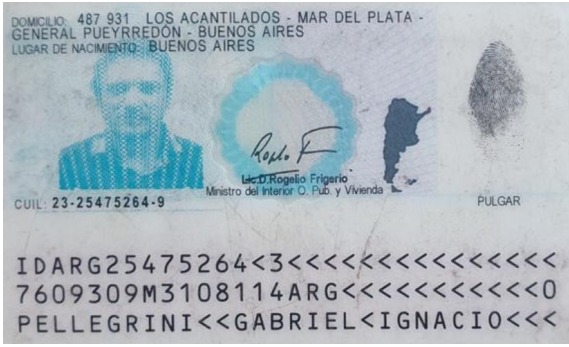 DOMICILIO: 487 931 LOS ACANTILADOS - MAR DEL PLATA -
GENERAL PUEYRREDÓN - BUENOS AIRES
LUGAR DE NACIMIENTO: BUENOS AIRES
Lic.D.Rogelio Frigerio
Ministro del Interior O. Pub. y Vivienda
CUIL: 23-25475264-9
PULGAR
IDARG25475264<3<<<<<<<<<<<<<<<
7609309M3108114ARG<<<<<<<<<<<0
PELLEGRINI<<GABRIEL<IGNACIO<<<